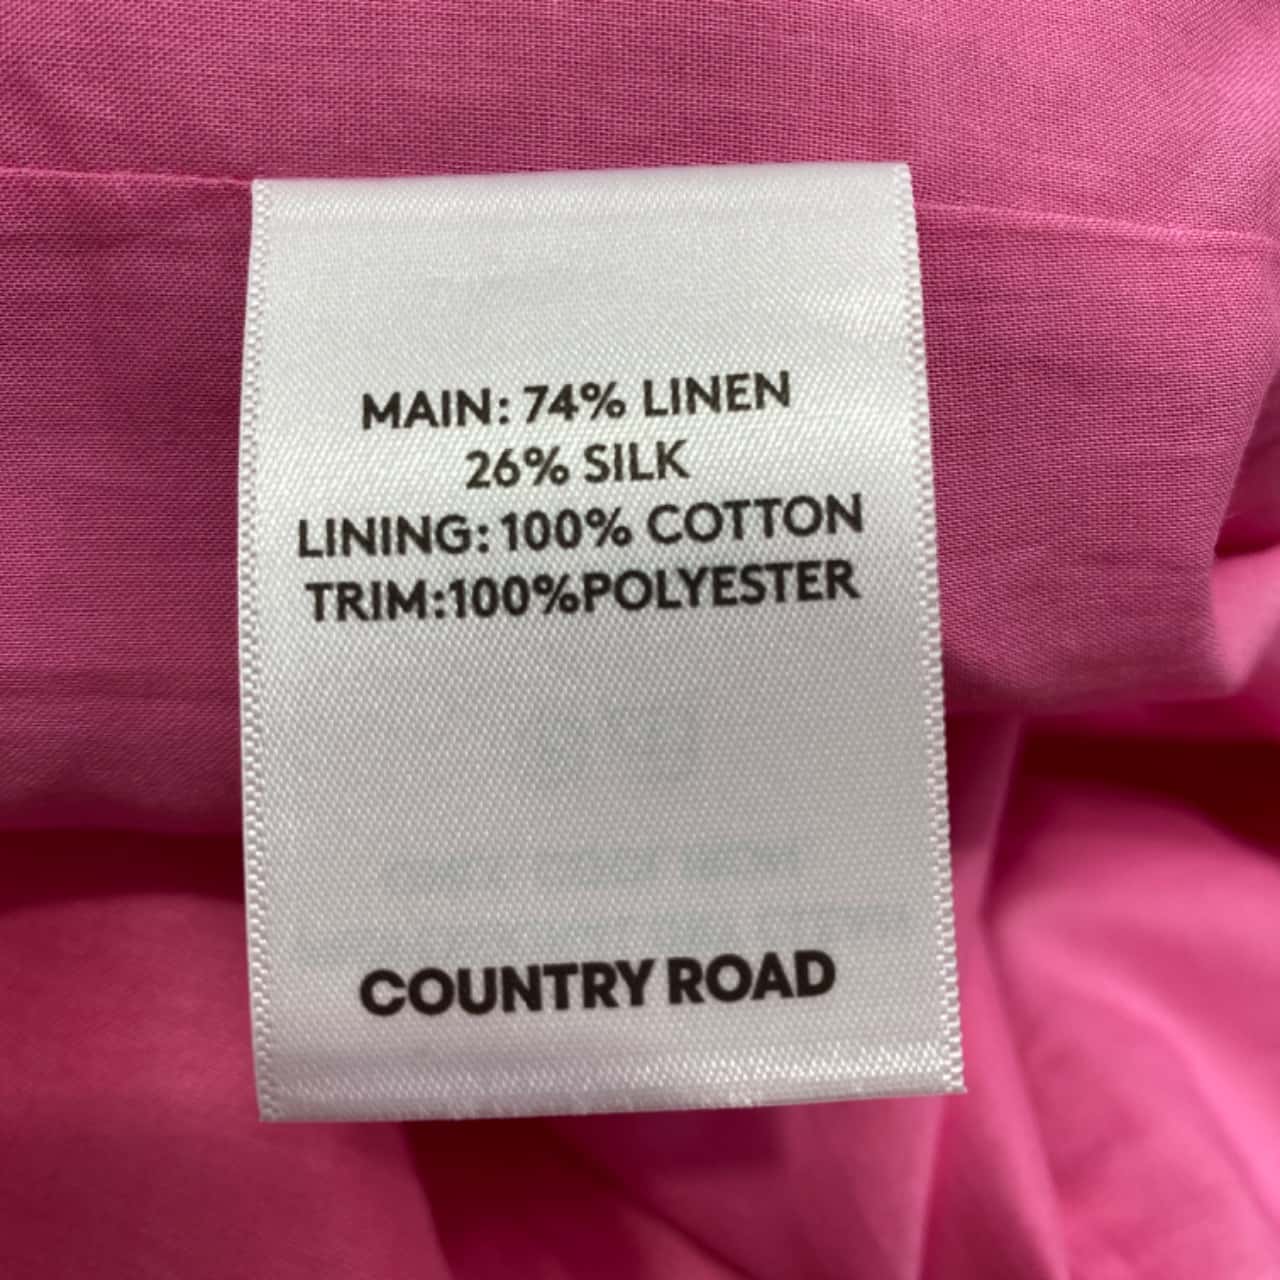 MAIN: 74% LINEN
26% SILK
LINING: 100% COTTON
TRIM:100%POLYESTER
COUNTRY ROAD